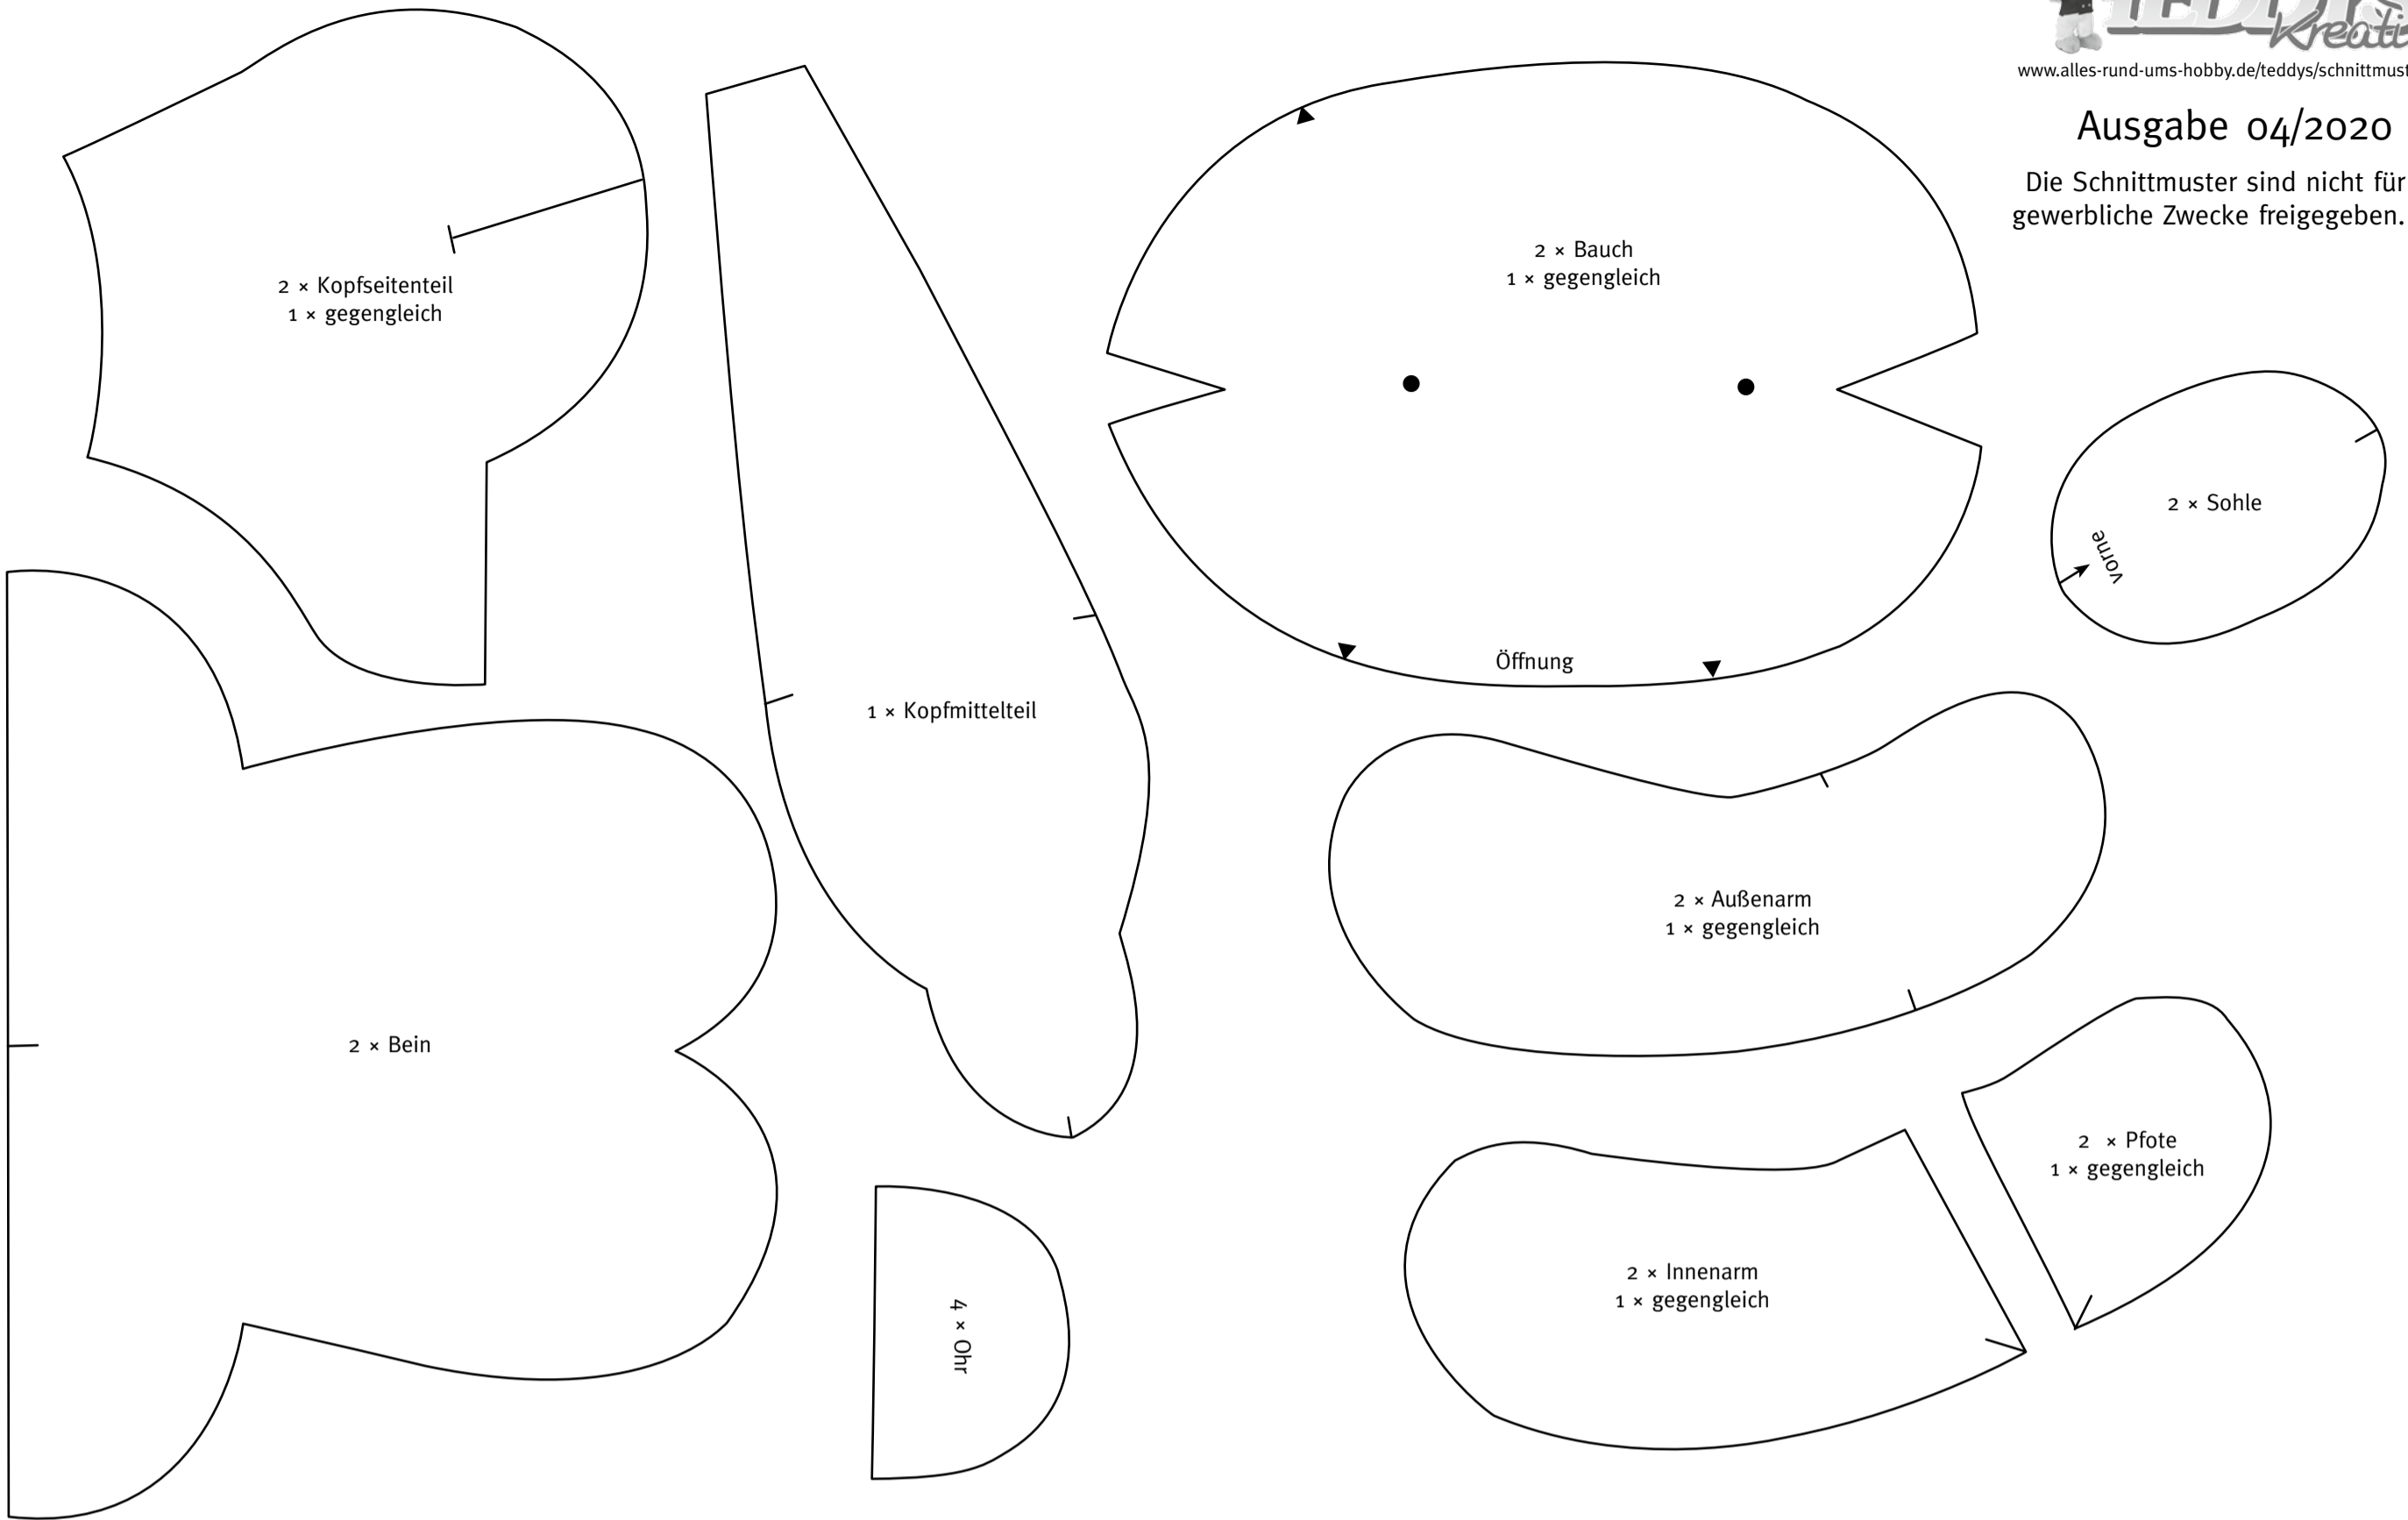 TEDDYS
Kreativ
www.alles-rund-ums-hobby.de/teddys/schnittmust
Ausgabe 04/2020
Die Schnittmuster sind nicht für
gewerbliche Zwecke freigegeben.
2 × Kopfseitenteil
1 × gegengleich
2 × Bauch
1 × gegengleich
Öffnung
2 × Sohle
vorne
1 × Kopfmittelteil
2 × Außenarm
1 × gegengleich
2 × Bein
2 × Pfote
1 × gegengleich
2 × Innenarm
1 × gegengleich
4 × Ohr